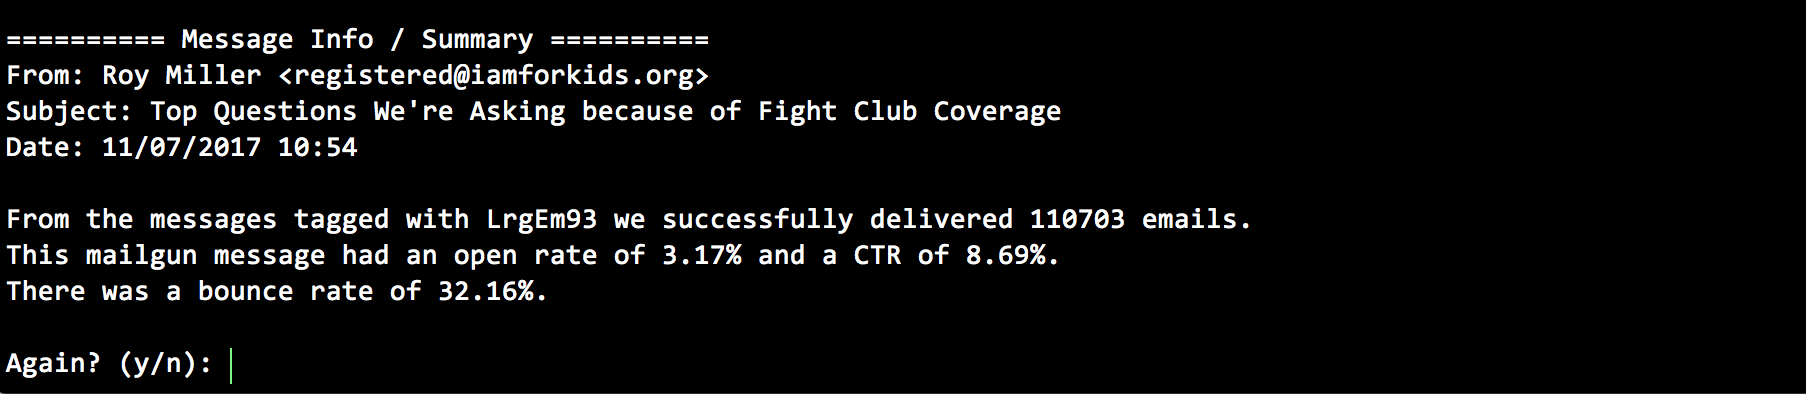 ========== Message Info / Summary ==========
From: Roy Miller <registered@iamforkids.org>
Subject: Top Questions We're Asking because of Fight Club Coverage
Date: 11/07/2017 10:54
From the messages tagged with LrgEm93 we successfully delivered 110703 emails.
This mailgun message had an open rate of 3.17% and a CTR of 8.69%.
There was a bounce rate of 32.16%.
Again? (y/n):